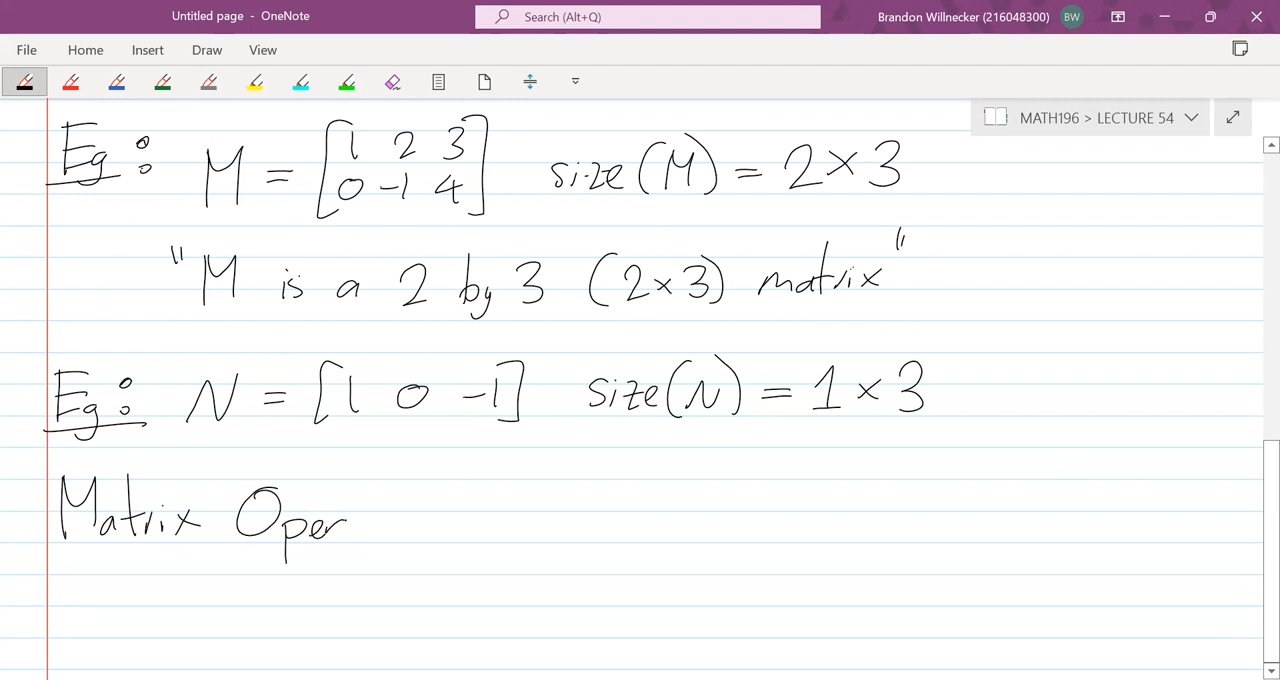 Untitled page - OneNote
Search (Alt+Q)
Brandon Willnecker (216048300)
BW
File Home Insert Draw View
MATH196 > LECTURE 54
Eg: M = [1 2 3
0 -1 4] size(M) = 2 × 3
"M is a 2 by 3 (2×3) matrix"
Eg: N = [1 0 -1] size(N) = 1 × 3
Matrix Oper